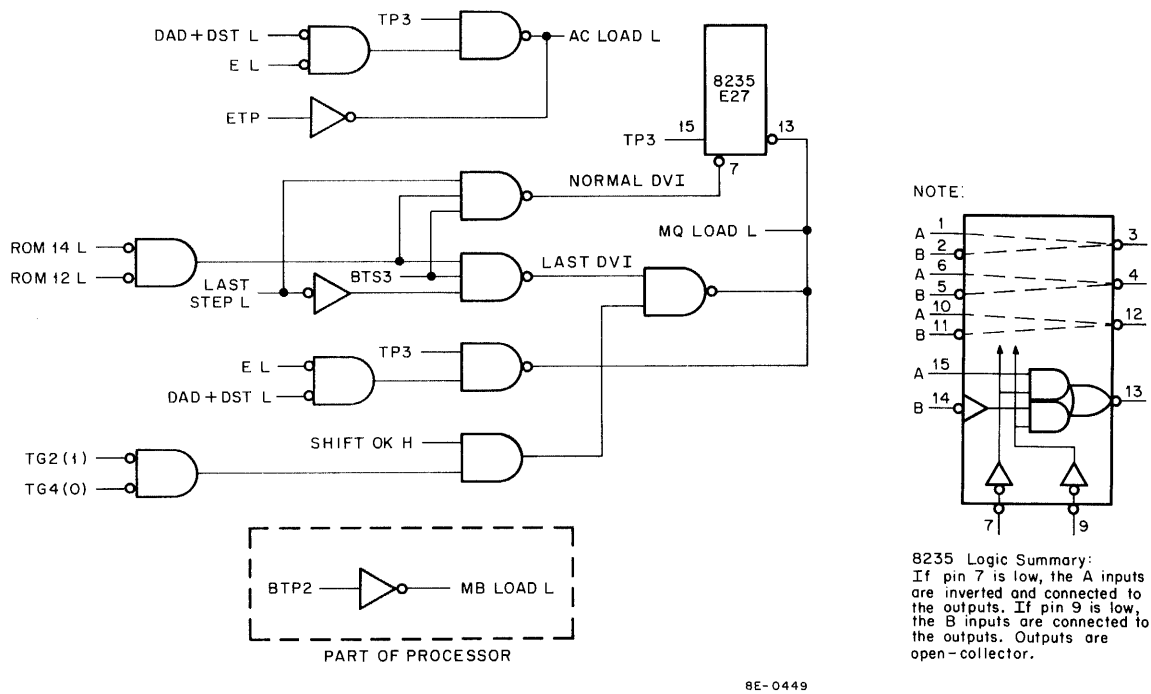 TP3
DAD+DST L
E L
AC LOAD L
ETP
8235
E27
TP3
15
13
7
NORMAL DVI
MQ LOAD L
ROM 14 L
ROM 12 L
BTS3
LAST DVI
LAST
STEP L
TP3
E L
DAD+DST L
SHIFT OK H
TG2(1)
TG4(0)
BTP2
MB LOAD L
PART OF PROCESSOR
NOTE:
A 1
B 2
3
A 6
B 5
4
A 10
B 11
12
A 15
B 14
13
7
9
8235 Logic Summary:
If pin 7 is low, the A inputs
are inverted and connected to
the outputs. If pin 9 is low,
the B inputs are connected to
the outputs. Outputs are
open-collector.
8E-0449